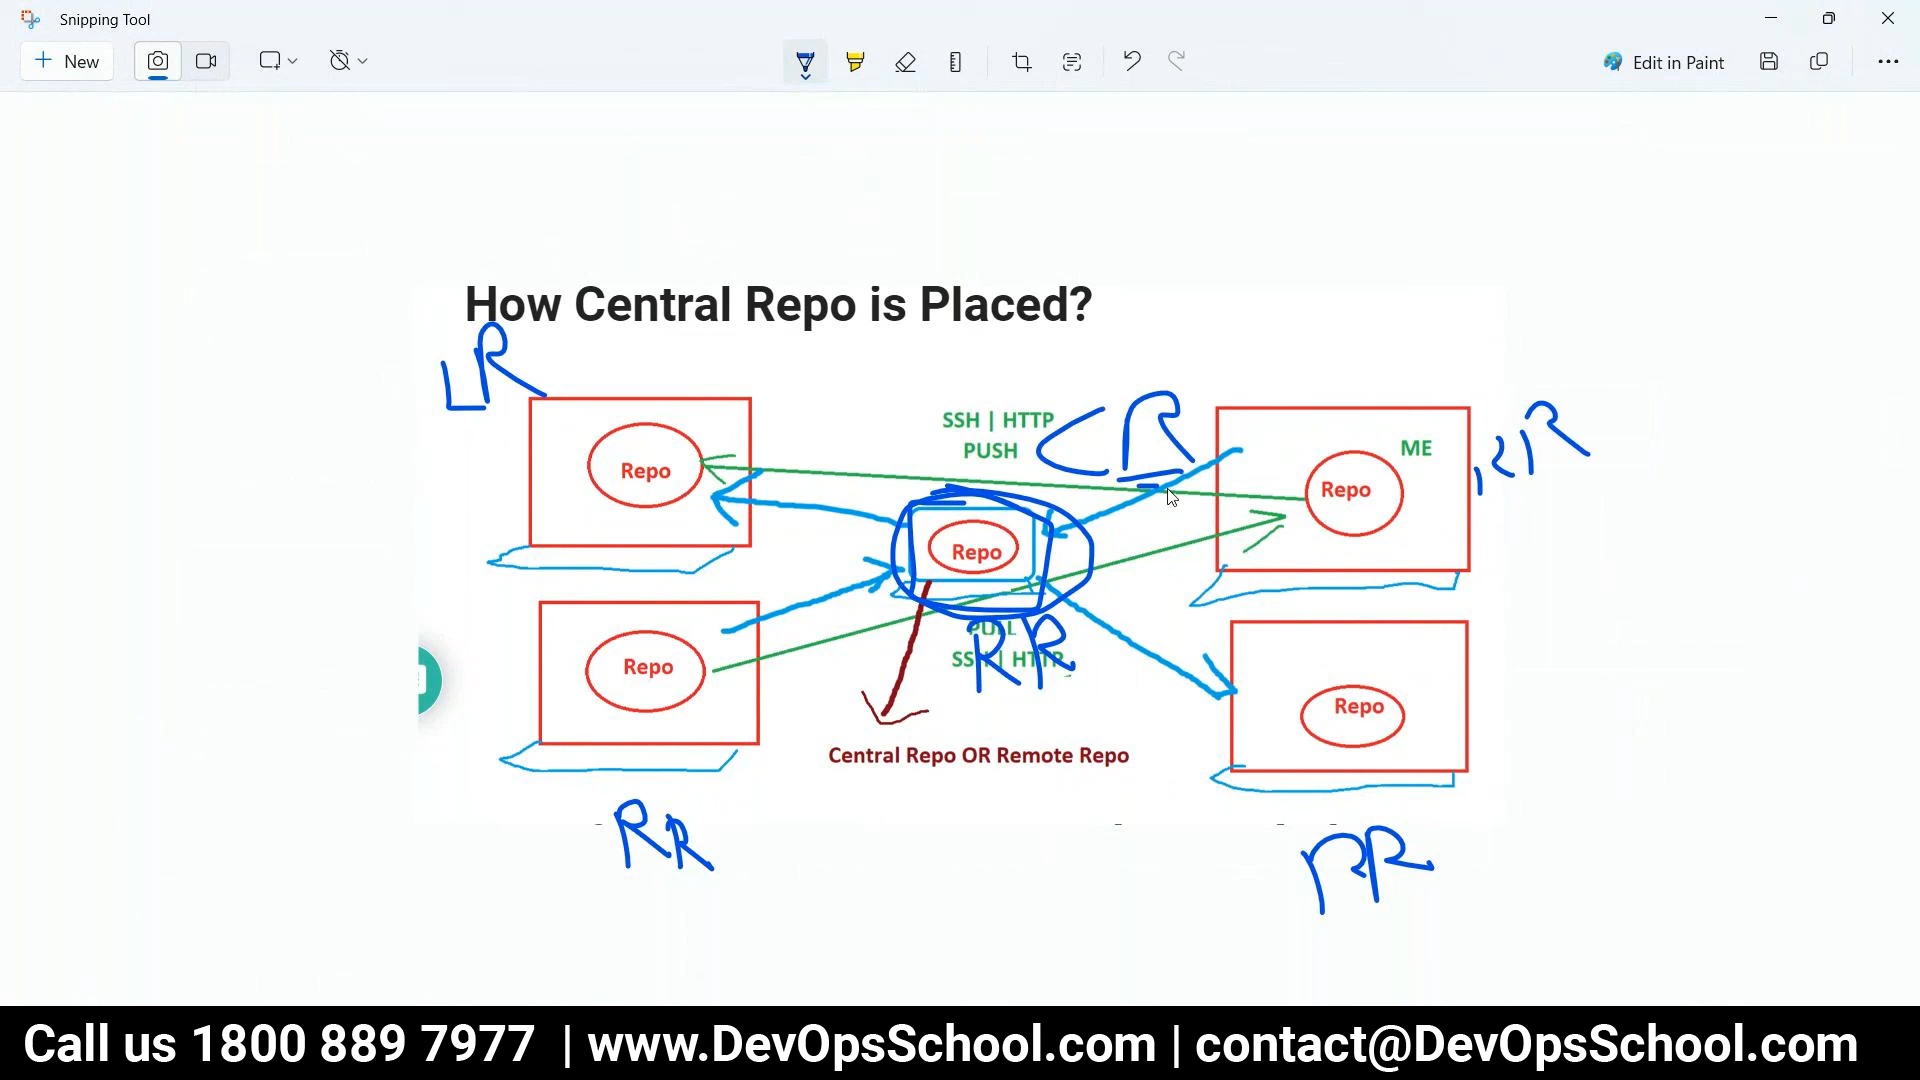 Snipping Tool
New
Edit in Paint
How Central Repo is Placed?
LR
SSH | HTTP
PUSH
CR
ME
RR
Repo
Repo
Repo
PULL
SSH | HTTP
RR
Repo
Repo
Central Repo OR Remote Repo
RR
RR
Call us 1800 889 7977 | www.DevOpsSchool.com | contact@DevOpsSchool.com